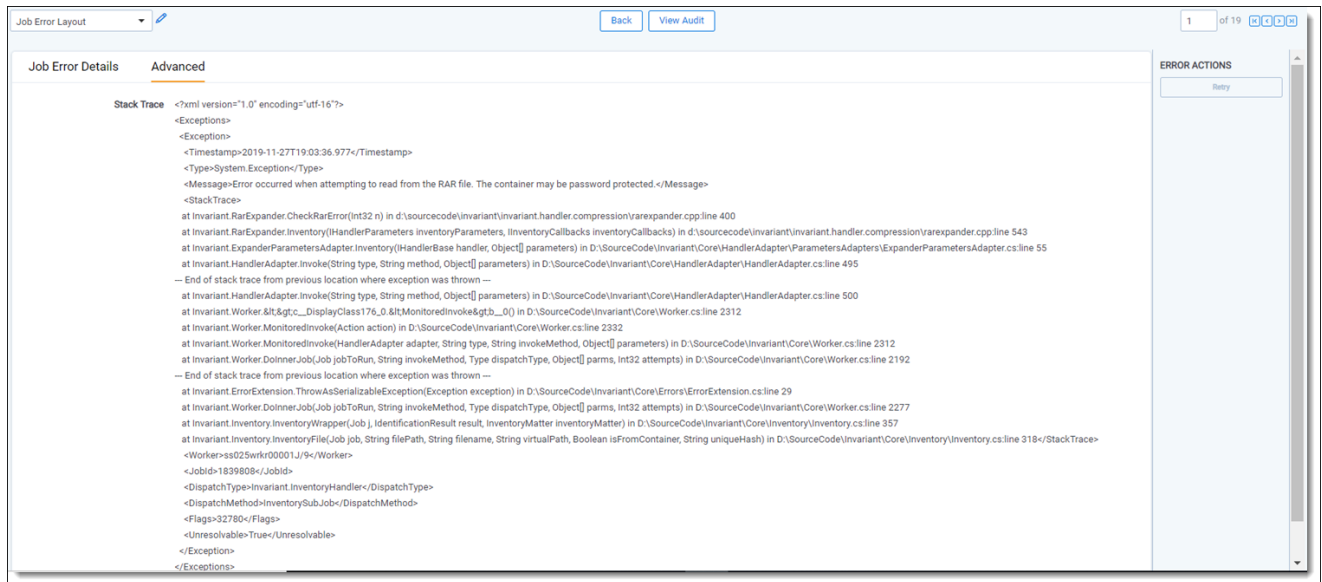 Job Error Layout
Back
View Audit
1 of 19
Job Error Details
Advanced
ERROR ACTIONS
Retry
Stack Trace <?xml version="1.0" encoding="utf-16"?>
<Exceptions>
<Exception>
<Timestamp>2019-11-27T19:03:36.977</Timestamp>
<Type>System.Exception</Type>
<Message>Error occurred when attempting to read from the RAR file. The container may be password protected.</Message>
<StackTrace>
at Invariant.RarExpander.CheckRarError(Int32 n) in d:\sourcecode\invariant\invariant.handler.compression\rarexpander.cpp:line 400
at Invariant.RarExpander.Inventory(IHandlerParameters inventoryParameters, IInventoryCallbacks inventoryCallbacks) in d:\sourcecode\invariant\invariant.handler.compression\rarexpander.cpp:line 543
at Invariant.ExpanderParametersAdapter.Inventory(IHandlerBase handler, Object[] parameters) in D:\SourceCode\Invariant\Core\HandlerAdapter\ParametersAdapters\ExpanderParametersAdapter.cs:line 55
at Invariant.HandlerAdapter.Invoke(String type, String method, Object[] parameters) in D:\SourceCode\Invariant\Core\HandlerAdapter\HandlerAdapter.cs:line 495
--- End of stack trace from previous location where exception was thrown ---
at Invariant.HandlerAdapter.Invoke(String type, String method, Object[] parameters) in D:\SourceCode\Invariant\Core\HandlerAdapter\HandlerAdapter.cs:line 500
at Invariant.Worker.&lt;&gt;c__DisplayClass176_0.&lt;MonitoredInvoke&gt;b__0() in D:\SourceCode\Invariant\Core\Worker.cs:line 2312
at Invariant.Worker.MonitoredInvoke(Action action) in D:\SourceCode\Invariant\Core\Worker.cs:line 2332
at Invariant.Worker.MonitoredInvoke(HandlerAdapter adapter, String type, String invokeMethod, Object[] parameters) in D:\SourceCode\Invariant\Core\Worker.cs:line 2312
at Invariant.Worker.DoInnerJob(Job jobToRun, String invokeMethod, Type dispatchType, Object[] parms, Int32 attempts) in D:\SourceCode\Invariant\Core\Worker.cs:line 2192
--- End of stack trace from previous location where exception was thrown ---
at Invariant.ErrorExtension.ThrowAsSerializableException(Exception exception) in D:\SourceCode\Invariant\Core\Errors\ErrorExtension.cs:line 29
at Invariant.Worker.DoInnerJob(Job jobToRun, String invokeMethod, Type dispatchType, Object[] parms, Int32 attempts) in D:\SourceCode\Invariant\Core\Worker.cs:line 2277
at Invariant.Inventory.InventoryWrapper(Job j, IdentificationResult result, InventoryMatter inventoryMatter) in D:\SourceCode\Invariant\Core\Inventory\Inventory.cs:line 357
at Invariant.Inventory.InventoryFile(Job job, String filePath, String filename, String virtualPath, Boolean isFromContainer, String uniqueHash) in D:\SourceCode\Invariant\Core\Inventory\Inventory.cs:line 318</StackTrace>
<Worker>ss025wrkr00001J/9</Worker>
<JobId>1839808</JobId>
<DispatchType>Invariant.InventoryHandler</DispatchType>
<DispatchMethod>InventorySubJob</DispatchMethod>
<Flags>32780</Flags>
<Unresolvable>True</Unresolvable>
</Exception>
</Exceptions>